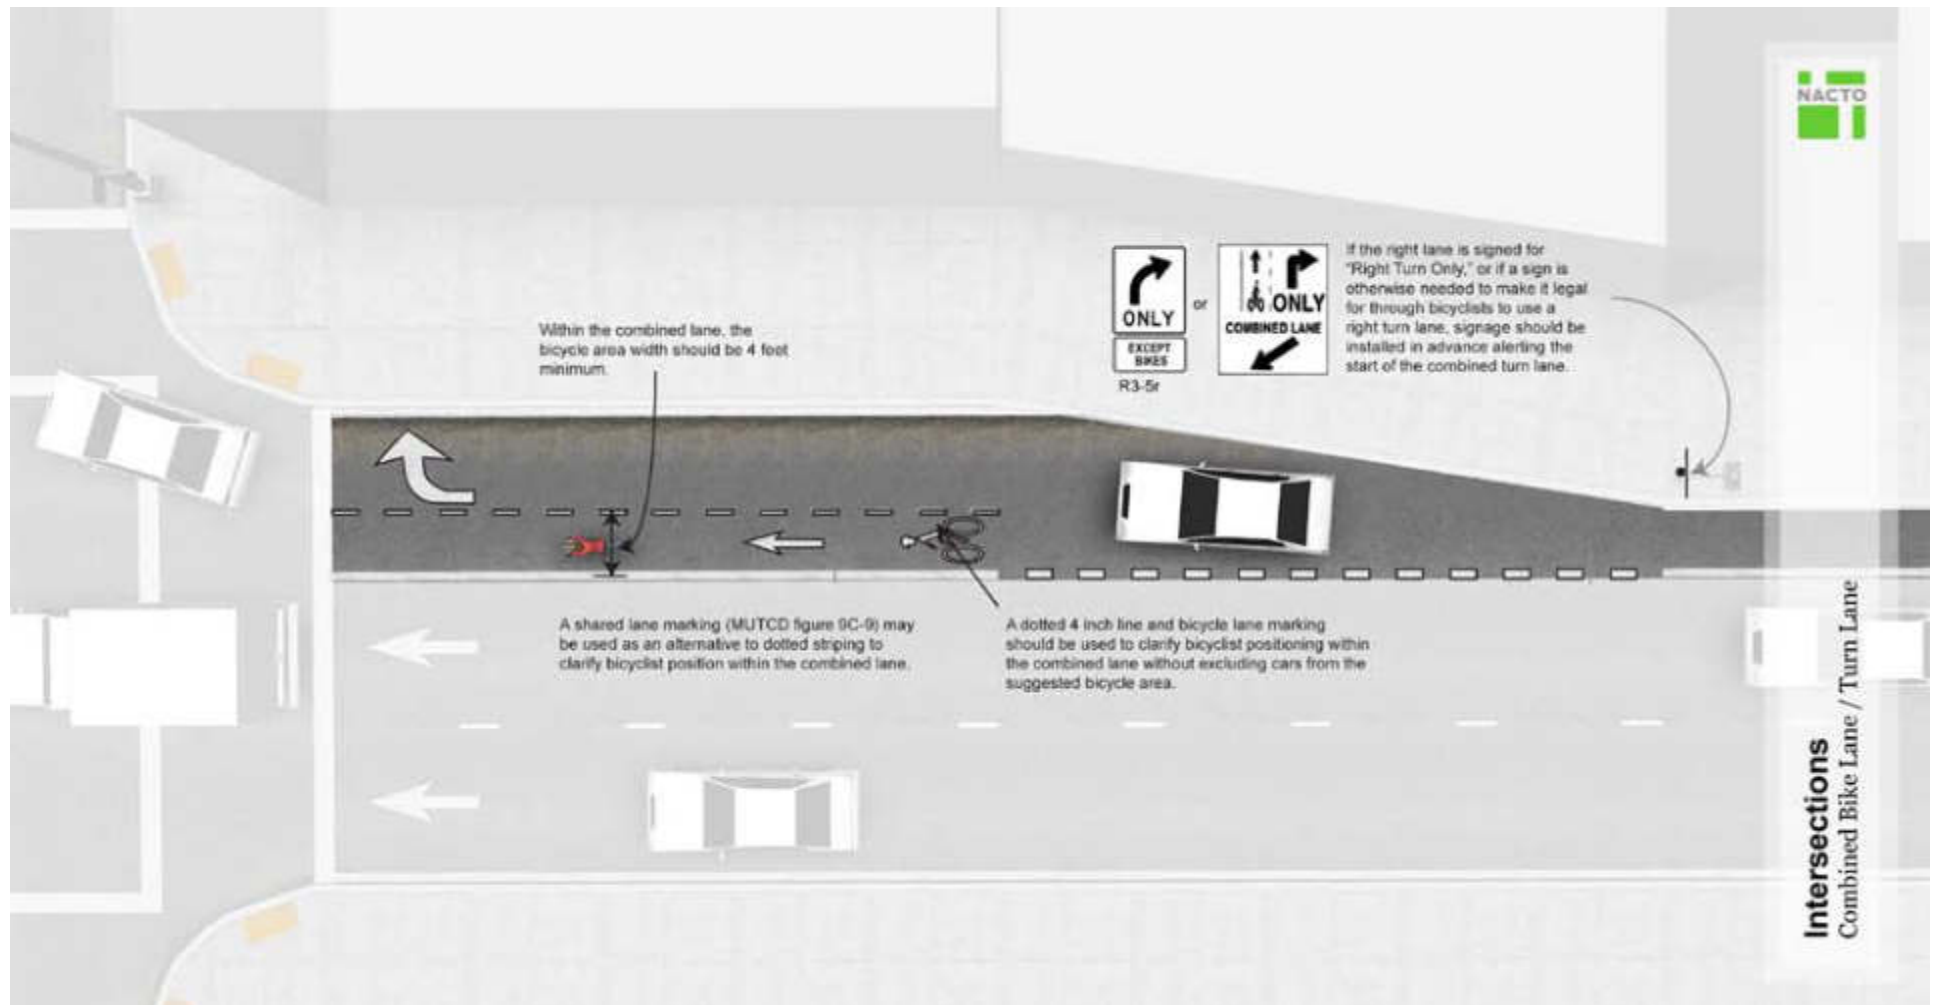 NACTO
ONLY
EXCEPT
BIKES
R3-5r
or
ONLY
COMBINED LANE
If the right lane is signed for
"Right Turn Only," or if a sign is
otherwise needed to make it legal
for through bicyclists to use a
right turn lane, signage should be
installed in advance alerting the
start of the combined turn lane.
Within the combined lane, the
bicycle area width should be 4 feet
minimum.
A shared lane marking (MUTCD figure 9C-9) may
be used as an alternative to dotted striping to
clarify bicyclist position within the combined lane.
A dotted 4 inch line and bicycle lane marking
should be used to clarify bicyclist positioning within
the combined lane without excluding cars from the
suggested bicycle area.
Intersections
Combined Bike Lane / Turn Lane